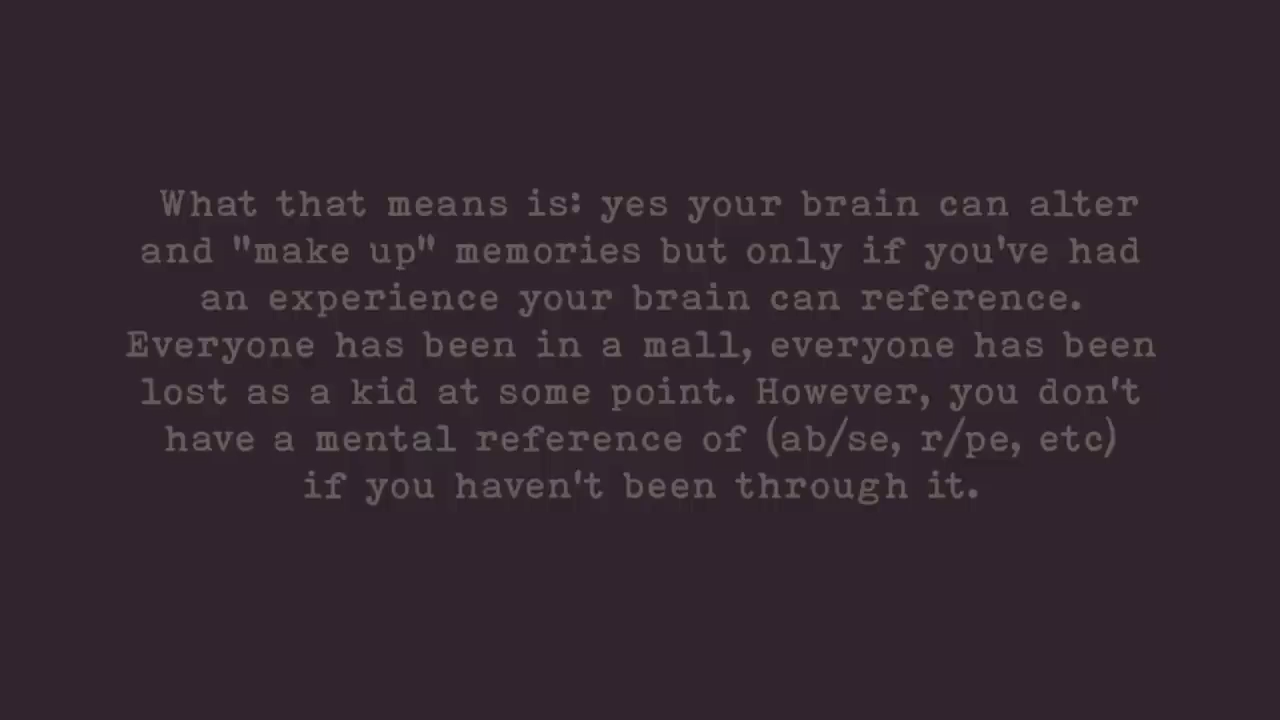 What that means is: yes your brain can alter
and "make up" memories but only if you've had
an experience your brain can reference.
Everyone has been in a mall, everyone has been
lost as a kid at some point. However, you don't
have a mental reference of (ab/se, r/pe, etc)
if you haven't been through it.